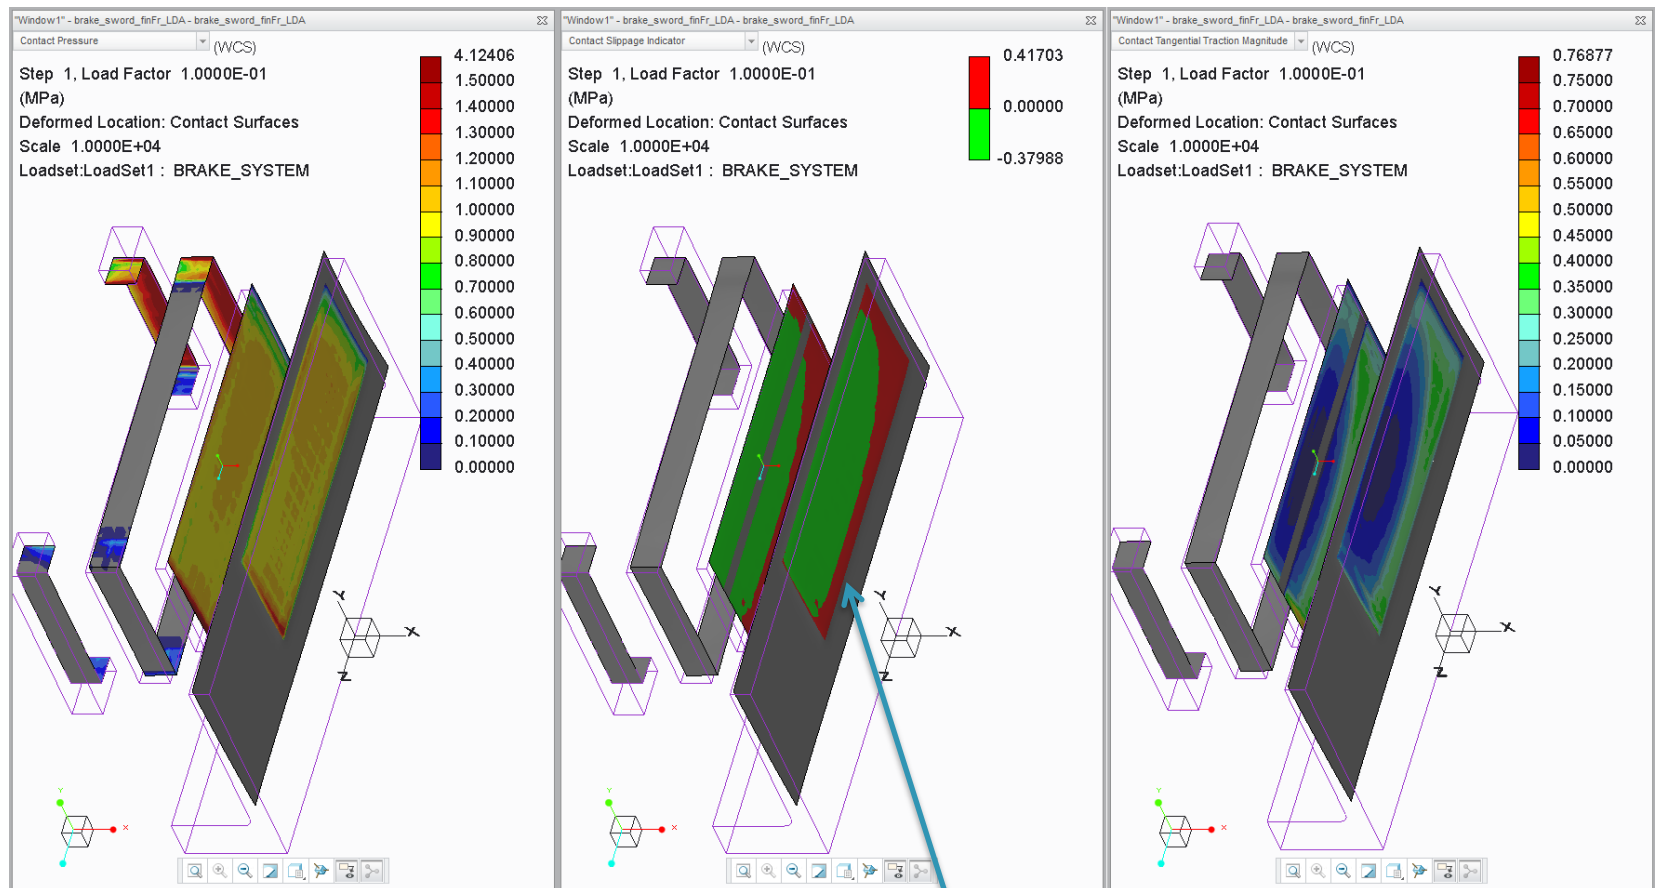 "Window1" - brake_sword_finFr_LDA - brake_sword_finFr_LDA
Contact Pressure
(WCS)
Step 1, Load Factor 1.0000E-01
(MPa)
Deformed Location: Contact Surfaces
Scale 1.0000E+04
Loadset:LoadSet1 : BRAKE_SYSTEM
4.12406
1.50000
1.40000
1.30000
1.20000
1.10000
1.00000
0.90000
0.80000
0.70000
0.60000
0.50000
0.40000
0.30000
0.20000
0.10000
0.00000
Y
X
Z
Y
X
"Window1" - brake_sword_finFr_LDA - brake_sword_finFr_LDA
Contact Slippage Indicator
(WCS)
Step 1, Load Factor 1.0000E-01
(MPa)
Deformed Location: Contact Surfaces
Scale 1.0000E+04
Loadset:LoadSet1 : BRAKE_SYSTEM
0.41703
0.00000
-0.37988
Y
X
Z
Y
X
"Window1" - brake_sword_finFr_LDA - brake_sword_finFr_LDA
Contact Tangential Traction Magnitude
(WCS)
Step 1, Load Factor 1.0000E-01
(MPa)
Deformed Location: Contact Surfaces
Scale 1.0000E+04
Loadset:LoadSet1 : BRAKE_SYSTEM
0.76877
0.75000
0.70000
0.65000
0.60000
0.55000
0.50000
0.45000
0.40000
0.35000
0.30000
0.25000
0.20000
0.15000
0.10000
0.05000
0.00000
Y
X
Z
Y
X